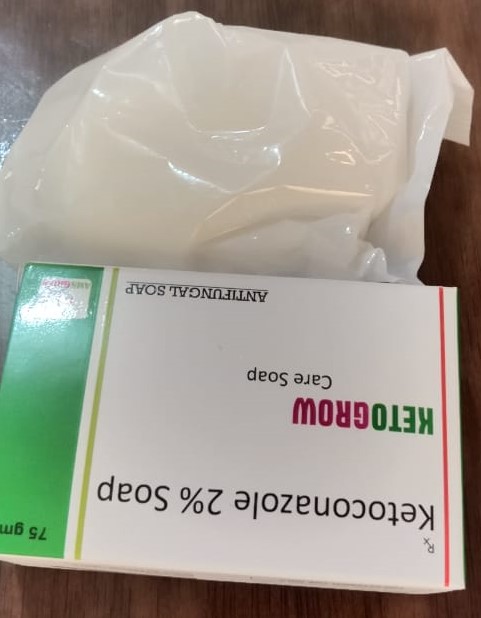 Rx
Ketoconazole 2% Soap
KETOGROW
Care Soap
ANTIFUNGAL SOAP
75 gm